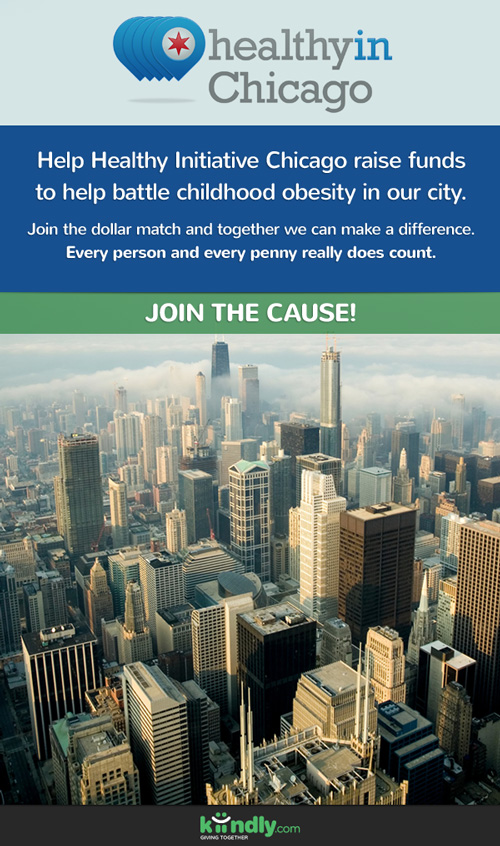 healthyin
Chicago
Help Healthy Initiative Chicago raise funds
to help battle childhood obesity in our city.
Join the dollar match and together we can make a difference.
Every person and every penny really does count.
JOIN THE CAUSE!
kiindly.com
GIVING TOGETHER